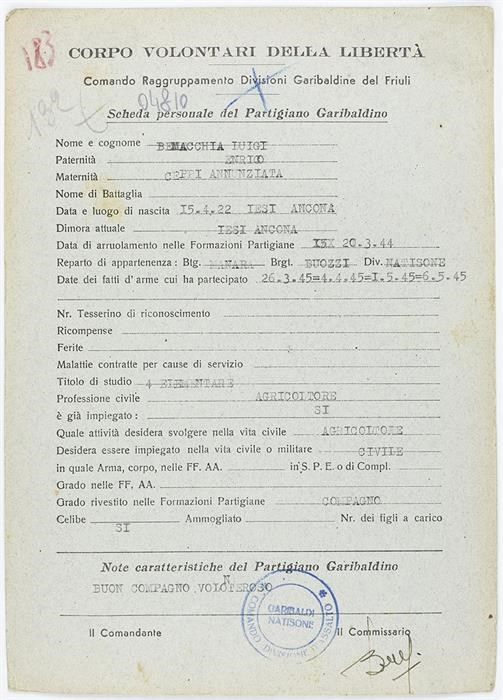 183
CORPO VOLONTARI DELLA LIBERTÀ
Comando Raggruppamento Divisioni Garibaldine del Friuli
182 04810
Scheda personale del Partigiano Garibaldino
Nome e cognome BEMACCHIA IUIGI
Paternità ENRICO
Maternità CEPPI ANNUNZIATA
Nome di Battaglia
Data e luogo di nascita 15.4.22 IESI ANCONA
Dimora attuale IESI ANCONA
Data di arruolamento nelle Formazioni Partigiane 20.3.44
Reparto di appartenenza: Btg. MANARA Brgt. BUOZZI Div. NATISONE
Date dei fatti d'arme cui ha partecipato 26.3.45=4.4.45=1.5.45=6.5.45
Nr. Tesserino di riconoscimento
Ricompense
Ferite
Malattie contratte per cause di servizio
Titolo di studio 4 ELEMENTARE
Professione civile AGRICOLTORE
è già impiegato: SI
Quale attività desidera svolgere nella vita civile AGRICOLTORE
Desidera essere impiegato nella vita civile o militare CIVILE
in quale Arma, corpo, nelle FF. AA. in S. P. E. o di Compl.
Grado nelle FF. AA.
Grado rivestito nelle Formazioni Partigiane COMPAGNO
Celibe SI Ammogliato Nr. dei figli a carico
Note caratteristiche del Partigiano Garibaldino
BUON COMPAGNO VOLONTEROSO
COMANDO DIVISIONE D'ASSALTO
GARIBALDI
NATISONE
Il Comandante Il Commissario